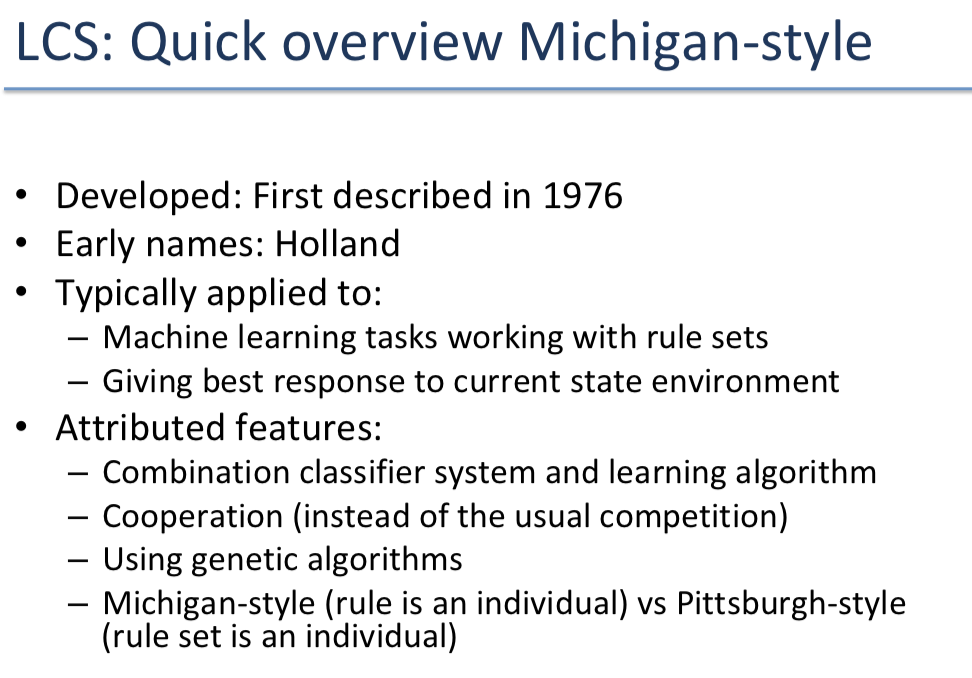 LCS: Quick overview Michigan-style
• Developed: First described in 1976
• Early names: Holland
• Typically applied to:
– Machine learning tasks working with rule sets
– Giving best response to current state environment
• Attributed features:
– Combination classifier system and learning algorithm
– Cooperation (instead of the usual competition)
– Using genetic algorithms
– Michigan-style (rule is an individual) vs Pittsburgh-style
(rule set is an individual)